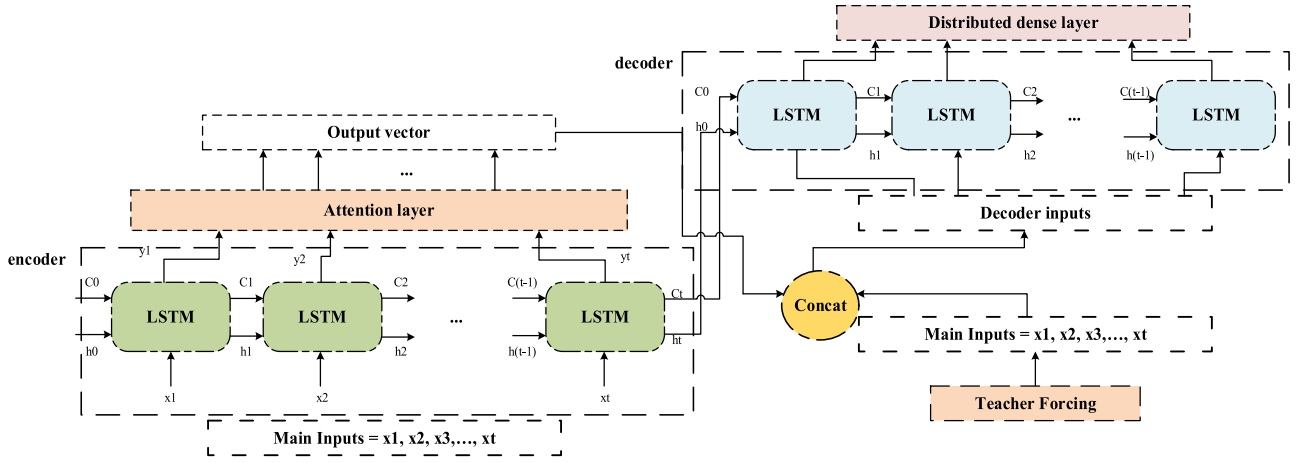 Distributed dense layer
decoder
C0
C1
C2
C(t-1)
LSTM
LSTM
...
LSTM
h0
h1
h2
h(t-1)
Output vector
...
Attention layer
Decoder inputs
encoder
y1
y2
yt
C0
C1
C2
C(t-1)
Ct
LSTM
LSTM
...
LSTM
h0
h1
h2
h(t-1)
ht
x1
x2
xt
Main Inputs = x1, x2, x3,..., xt
Concat
Main Inputs = x1, x2, x3,..., xt
Teacher Forcing